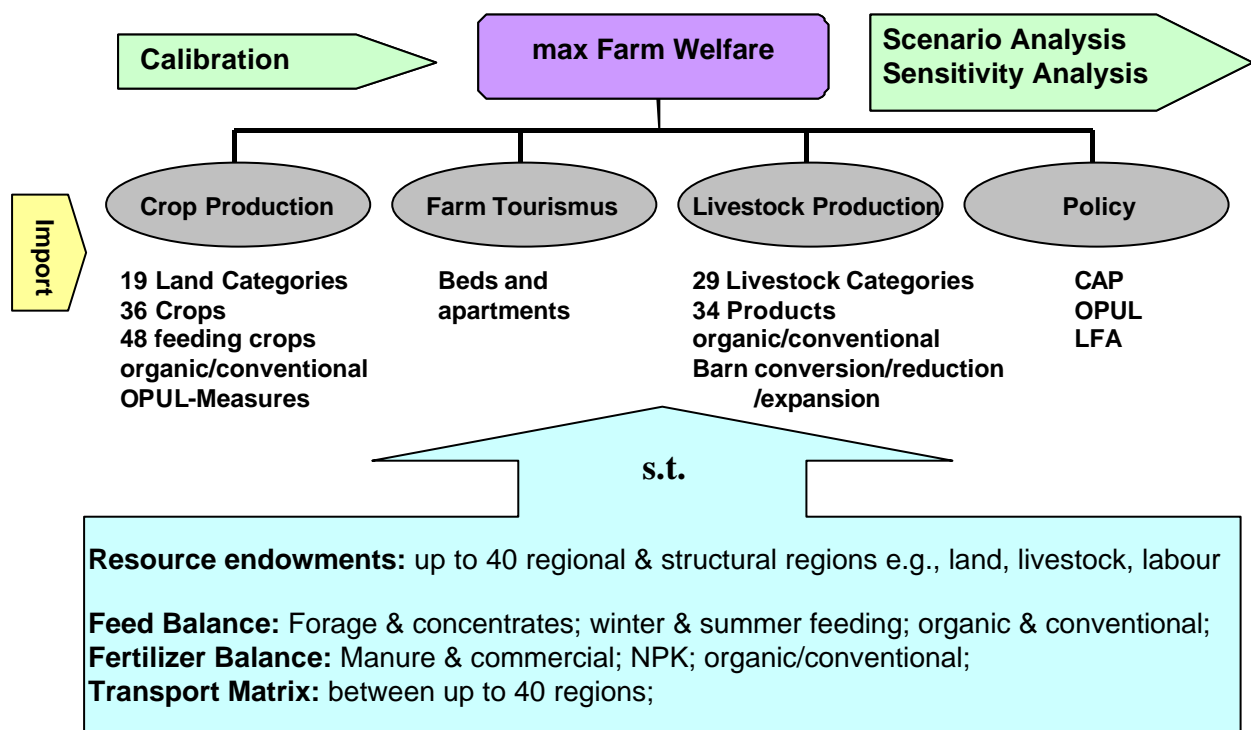 Calibration
max Farm Welfare
Scenario Analysis
Sensitivity Analysis
Import
Crop Production
Farm Tourismus
Livestock Production
Policy
19 Land Categories
36 Crops
48 feeding crops
organic/conventional
OPUL-Measures
Beds and
apartments
29 Livestock Categories
34 Products
organic/conventional
Barn conversion/reduction
/expansion
CAP
OPUL
LFA
s.t.
Resource endowments: up to 40 regional & structural regions e.g., land, livestock, labour
Feed Balance: Forage & concentrates; winter & summer feeding; organic & conventional;
Fertilizer Balance: Manure & commercial; NPK; organic/conventional;
Transport Matrix: between up to 40 regions;